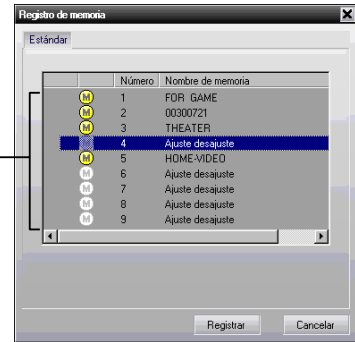 Registro de memoria
Estándar
Número Nombre de memoria
M 1 FOR GAME
M 2 00300721
M 3 THEATER
4 Ajuste desajuste
M 5 HOME-VIDEO
M 6 Ajuste desajuste
M 7 Ajuste desajuste
M 8 Ajuste desajuste
M 9 Ajuste desajuste
Registrar Cancelar